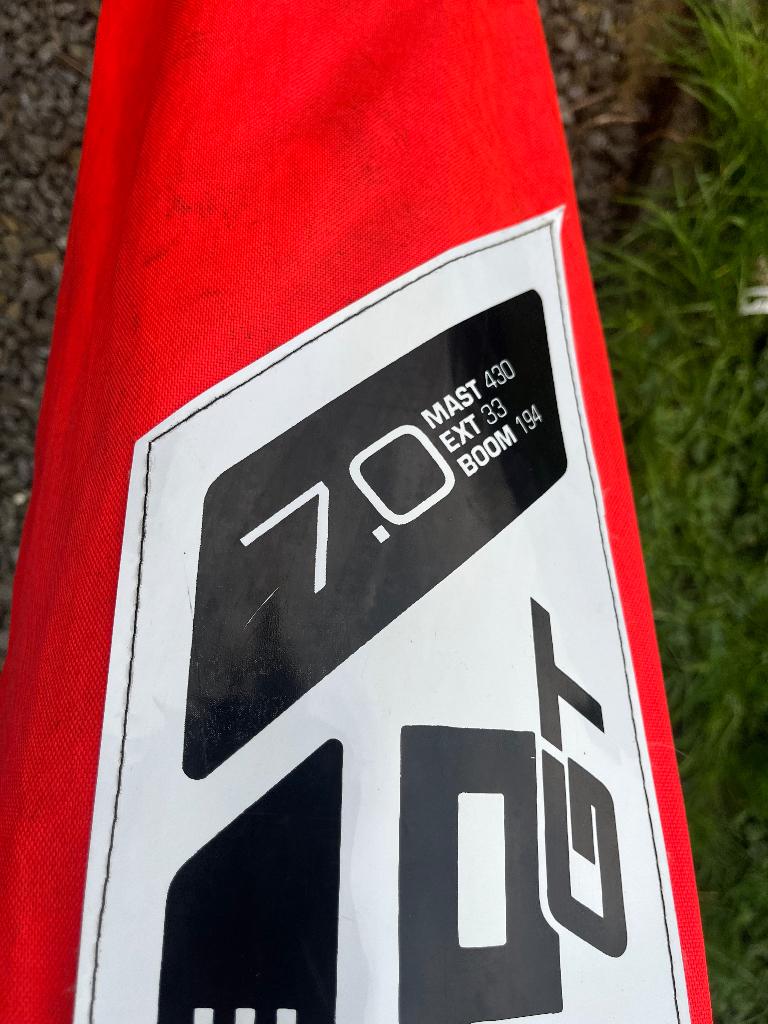 7.0
MAST 430
EXT 33
BOOM 194
GT